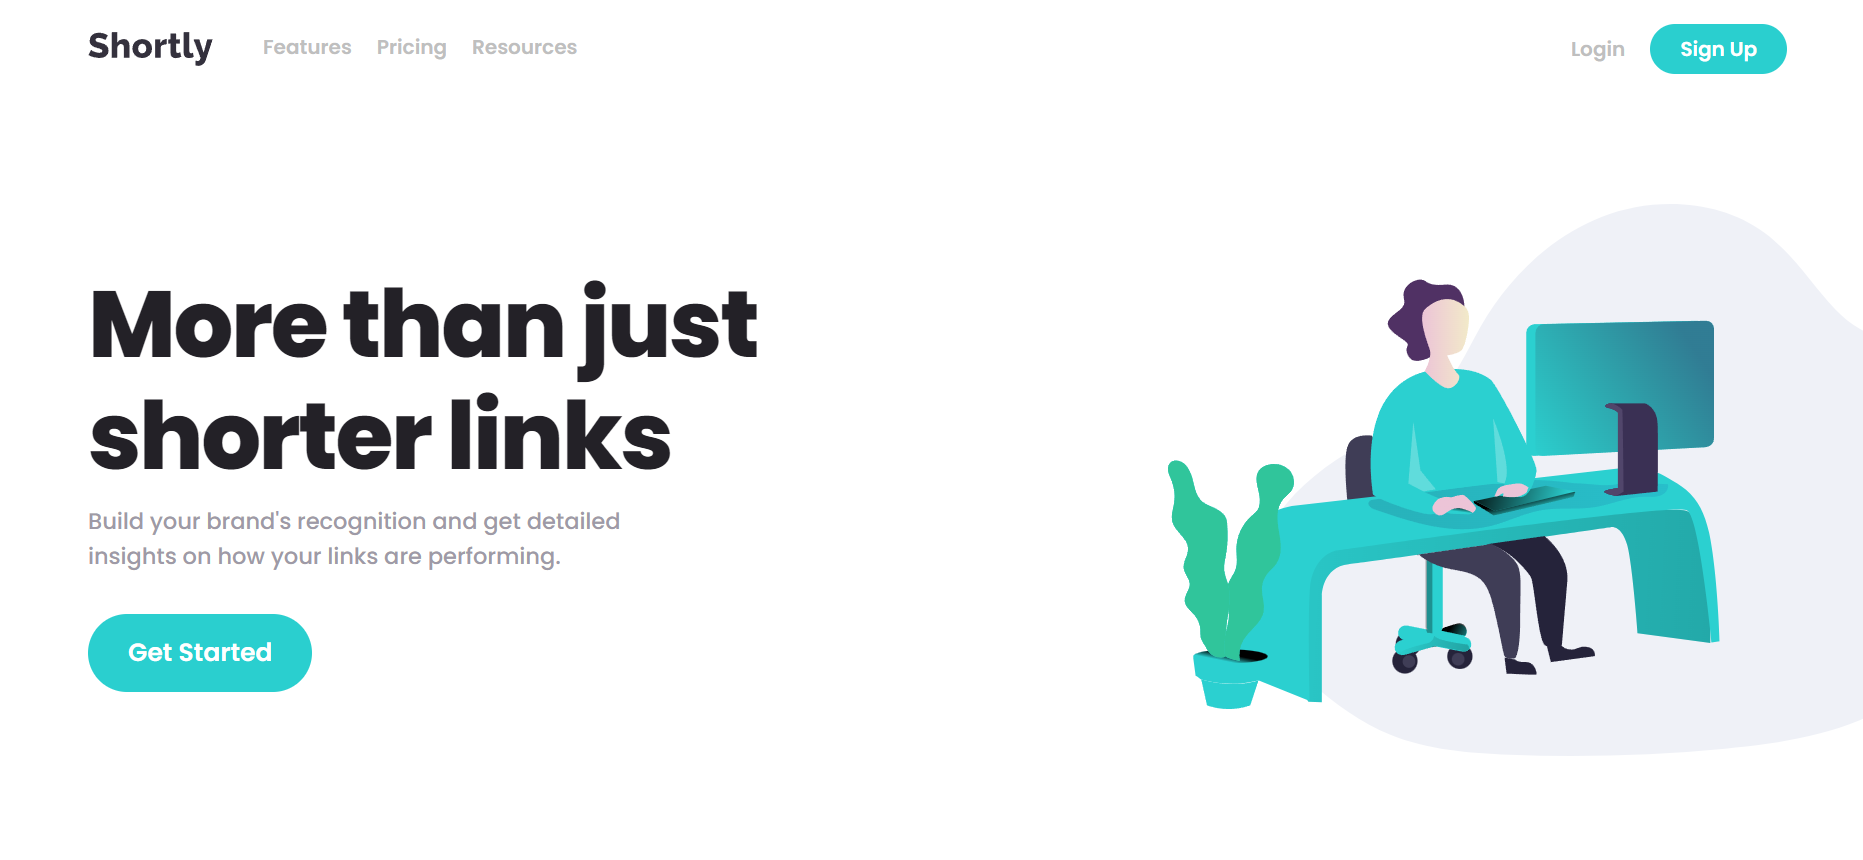 Shortly Features Pricing Resources Login Sign Up
More than just
shorter links
Build your brand's recognition and get detailed
insights on how your links are performing.
Get Started